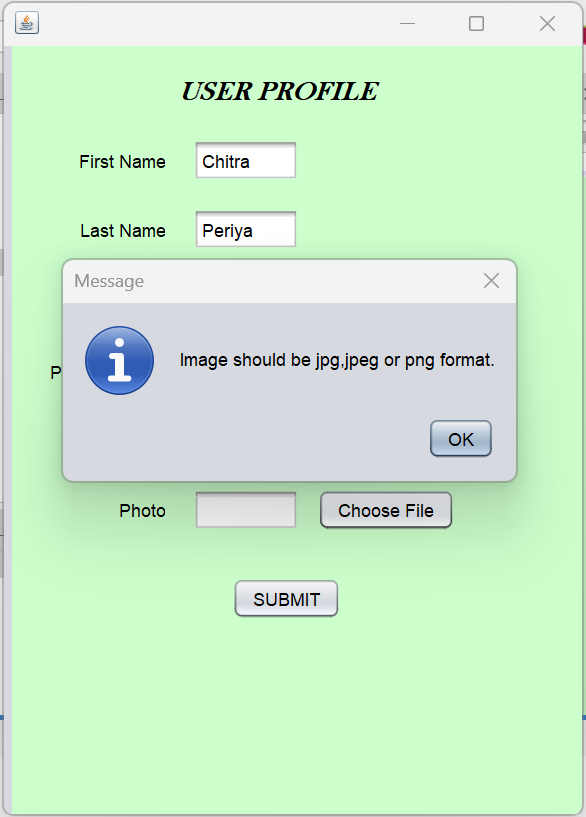 USER PROFILE
First Name Chitra
Last Name Periya
Message
Image should be jpg,jpeg or png format.
P
OK
Photo Choose File
SUBMIT